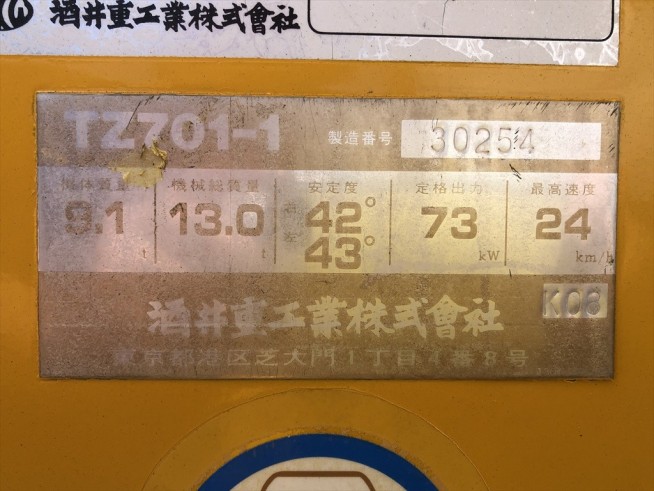 酒井重工業株式會社
TZ701-1 製造番号 30254
機体質量 機械総質量 安定度 定格出力 最高速度
9.1 t 13.0 t 右 42° 左 43° 73 kW 24 km/h
K08
酒井重工業株式會社
東京都港区芝大門1丁目4番8号